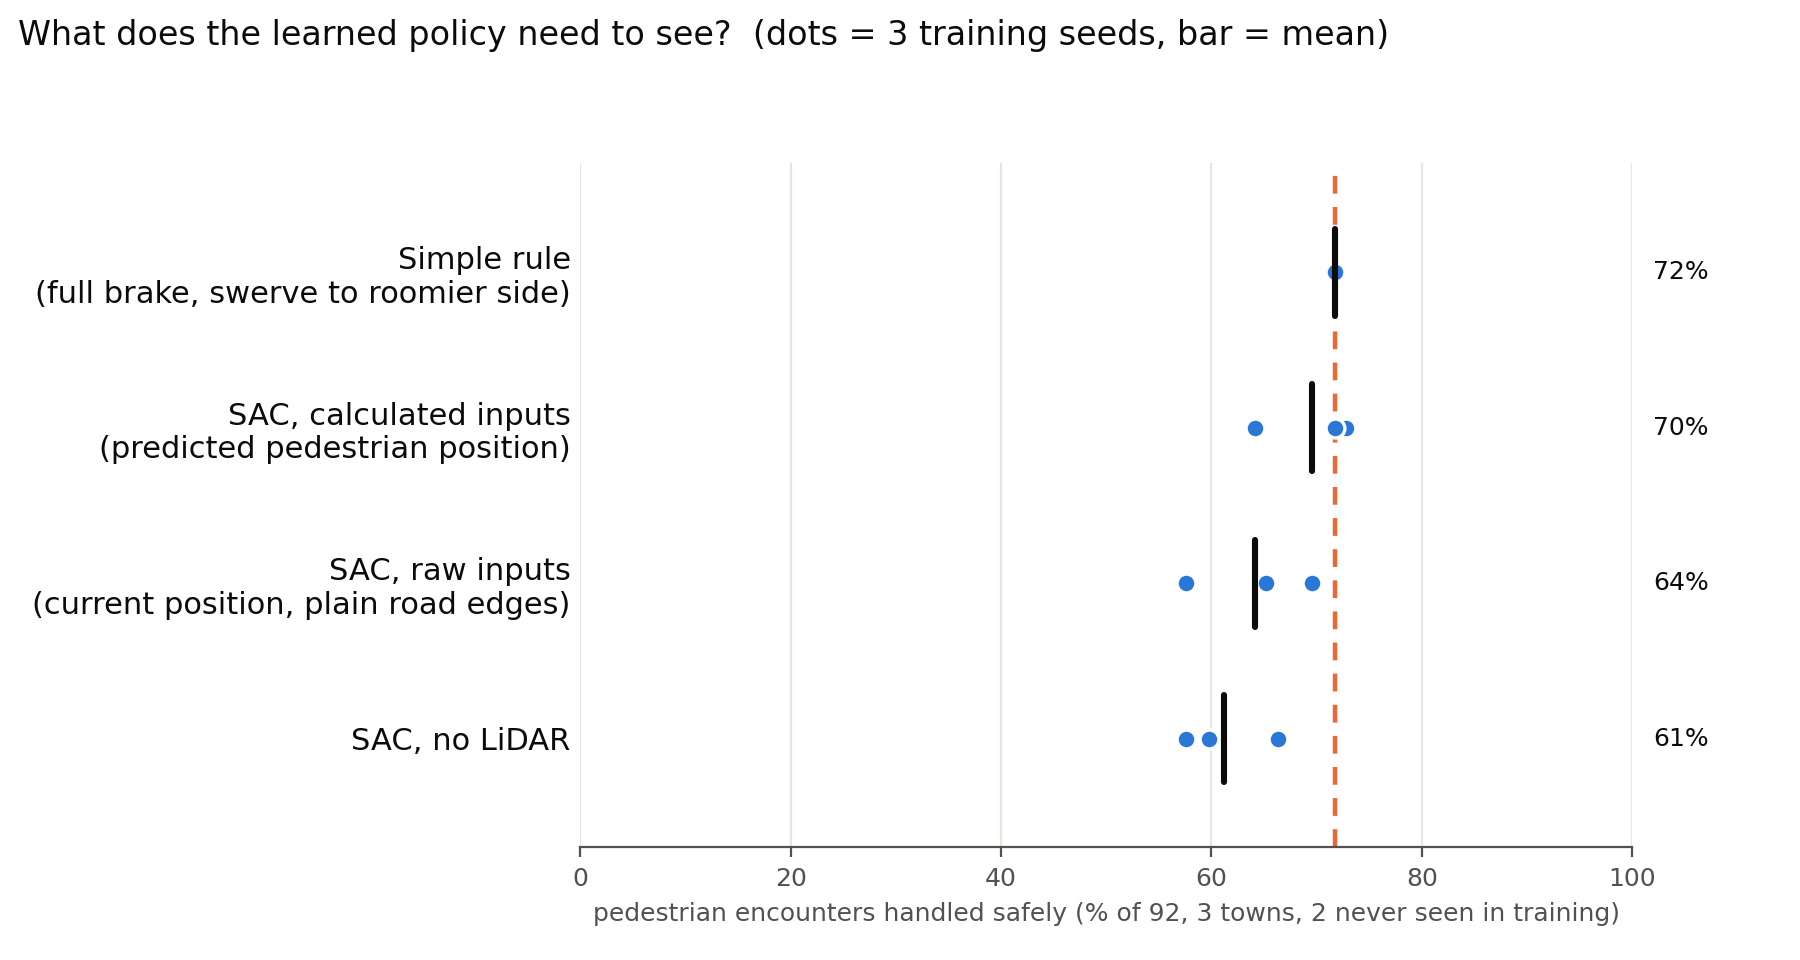 What does the learned policy need to see?  (dots = 3 training seeds, bar = mean)
Simple rule
(full brake, swerve to roomier side)
72%
SAC, calculated inputs
(predicted pedestrian position)
70%
SAC, raw inputs
(current position, plain road edges)
64%
SAC, no LiDAR
61%
0 20 40 60 80 100
pedestrian encounters handled safely (% of 92, 3 towns, 2 never seen in training)